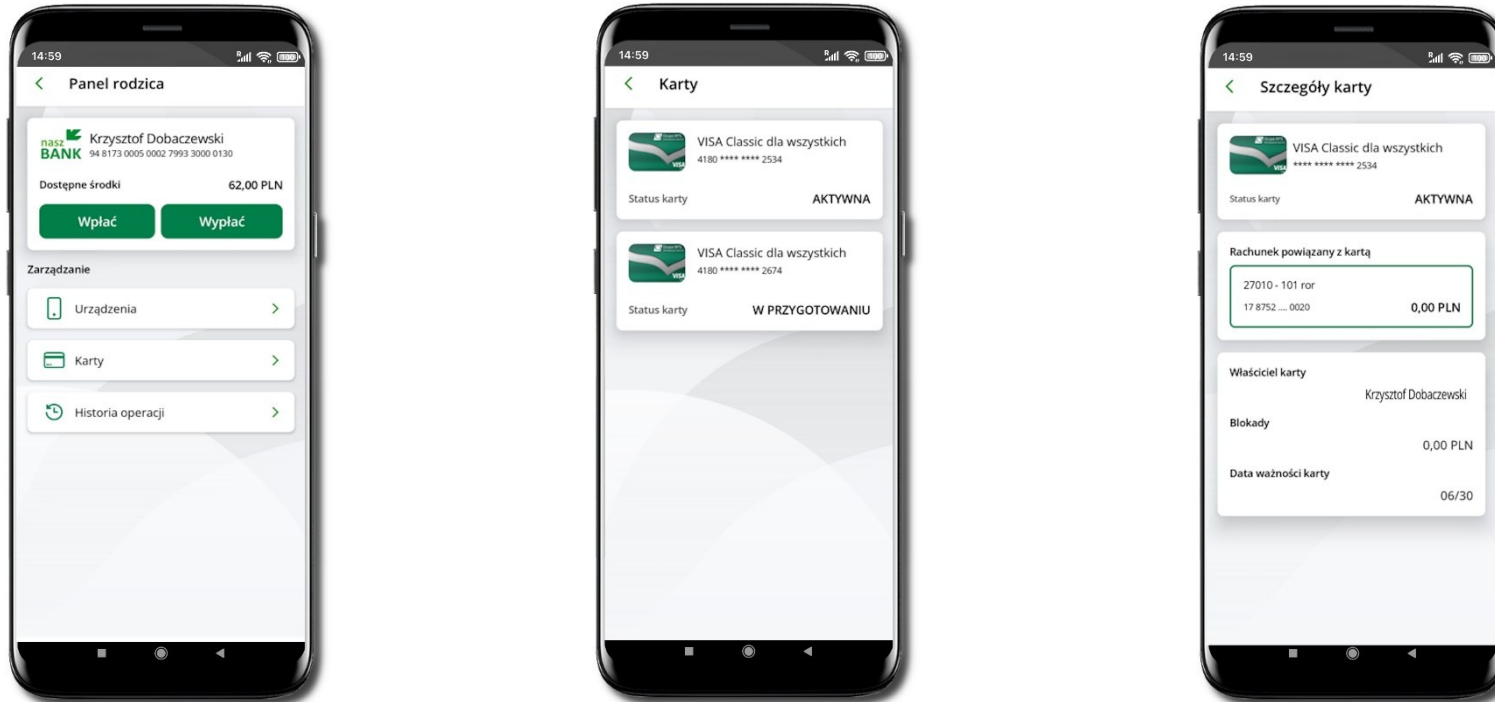 14:59
Panel rodzica
nasz BANK
Krzysztof Dobaczewski
94 8173 0005 0002 7993 3000 0130
Dostępne środki 62,00 PLN
Wpłać Wypłać
Zarządzanie
Urządzenia
Karty
Historia operacji
14:59
Karty
VISA Classic dla wszystkich
4180 **** **** 2534
VISA
Status karty AKTYWNA
VISA Classic dla wszystkich
4180 **** **** 2674
VISA
Status karty W PRZYGOTOWANIU
14:59
Szczegóły karty
VISA Classic dla wszystkich
**** **** **** 2534
VISA
Status karty AKTYWNA
Rachunek powiązany z kartą
27010 - 101 ror
17 8752 .... 0020 0,00 PLN
Właściciel karty
Krzysztof Dobaczewski
Blokady
0,00 PLN
Data ważności karty
06/30